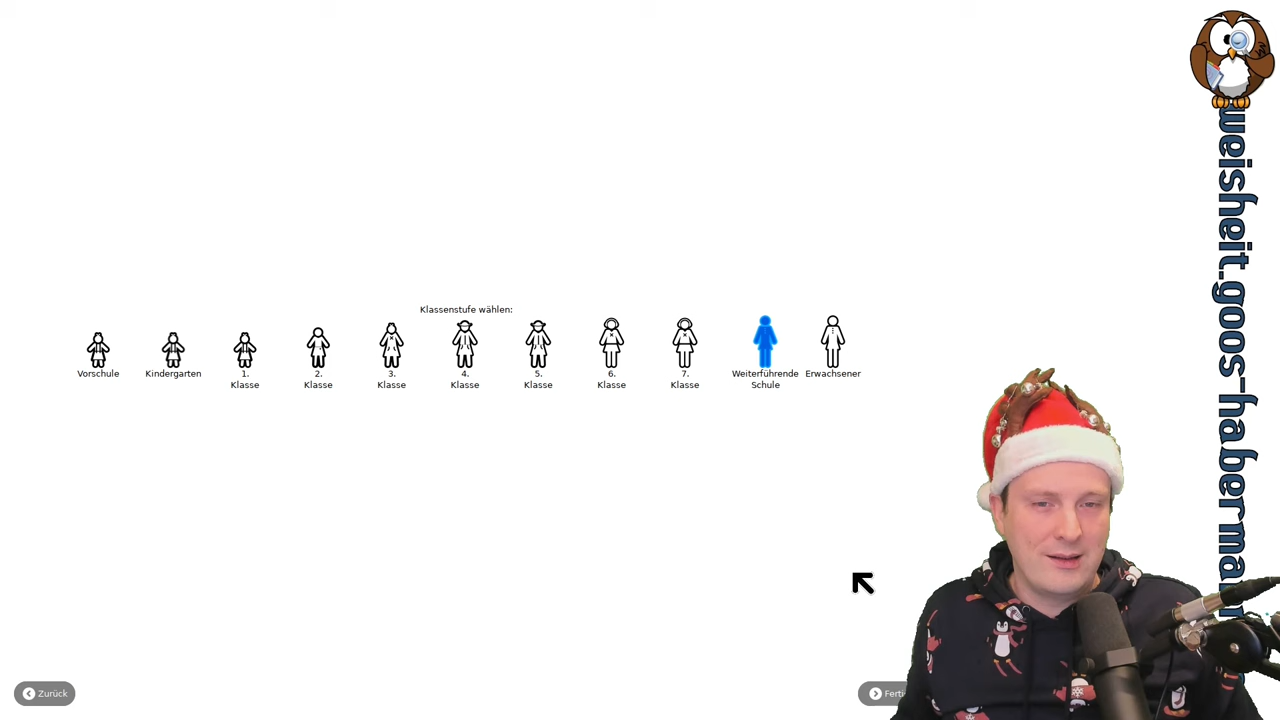 Klassenstufe wählen:
Vorschule
Kindergarten
1.
Klasse
2.
Klasse
3.
Klasse
4.
Klasse
5.
Klasse
6.
Klasse
7.
Klasse
Weiterführende
Schule
Erwachsener
Zurück
weisheit.goos-haberma